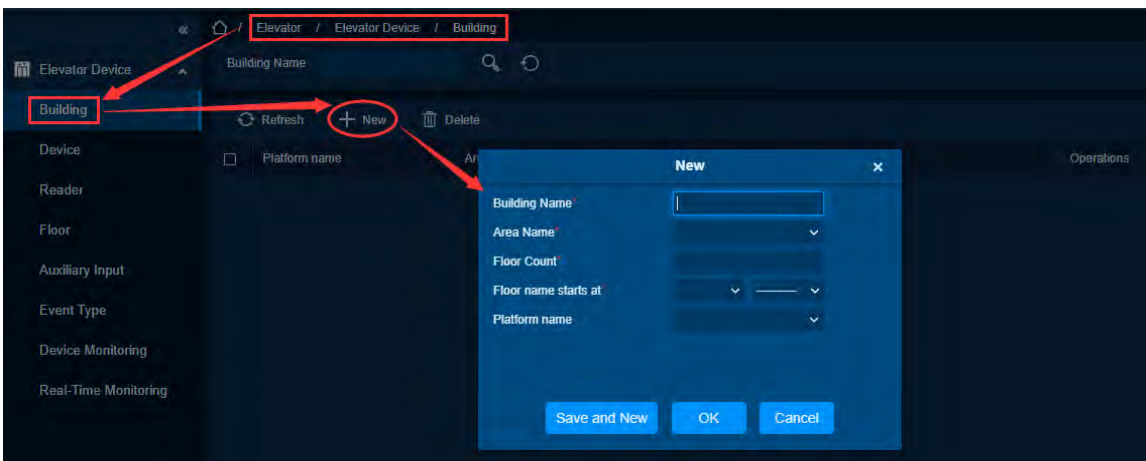 « / Elevator / Elevator Device / Building
Elevator Device
Building Name
Building
Refresh + New Delete
Device
Platform name
Operations
Reader
Floor
Auxiliary Input
Event Type
Device Monitoring
Real-Time Monitoring
New ×
Building Name*
Area Name*
Floor Count*
Floor name starts at*
Platform name
Save and New OK Cancel